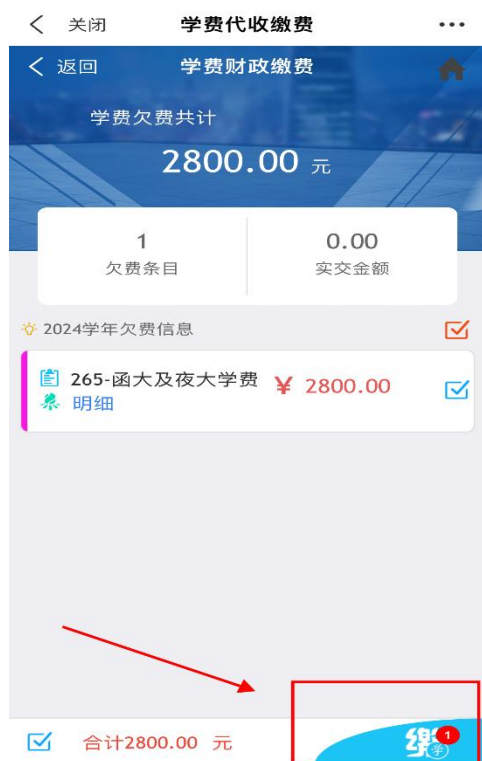 关闭 学费代收缴费
返回 学费财政缴费
学费欠费共计
2800.00 元
1 0.00
欠费条目 实交金额
2024学年欠费信息
265-函大及夜大学费 ¥ 2800.00
明细
合计2800.00 元
缴 1
学